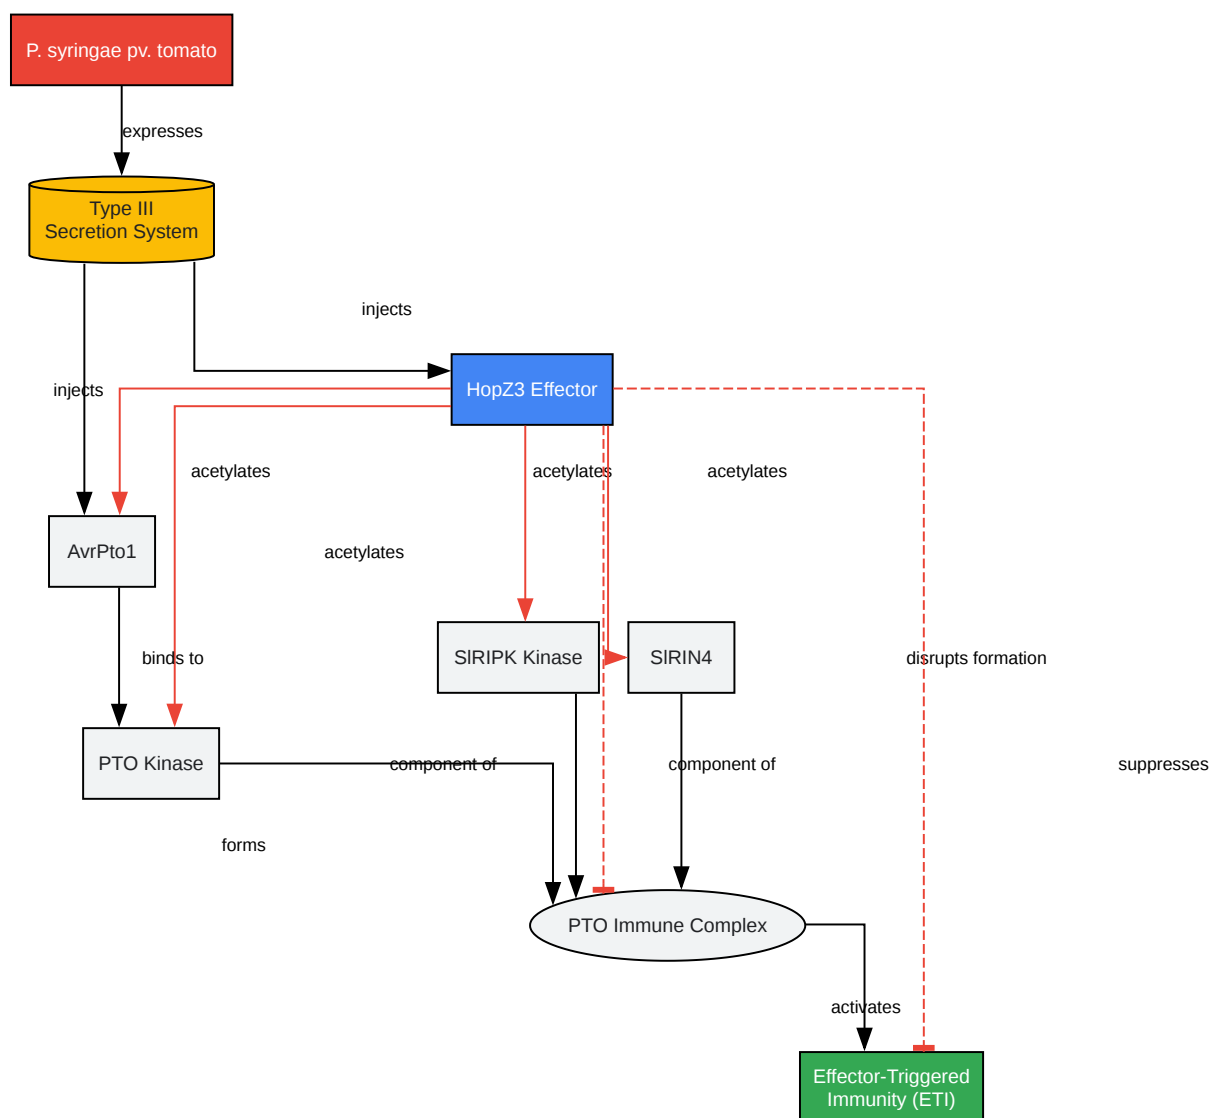 P. syringae pv. tomato
expresses
Type III
Secretion System
injects
injects
HopZ3 Effector
acetylates
acetylates
acetylates
AvrPto1
acetylates
binds to
SlRIPK Kinase
SlRIN4
disrupts formation
PTO Kinase
component of
component of
suppresses
forms
PTO Immune Complex
activates
Effector-Triggered
Immunity (ETI)